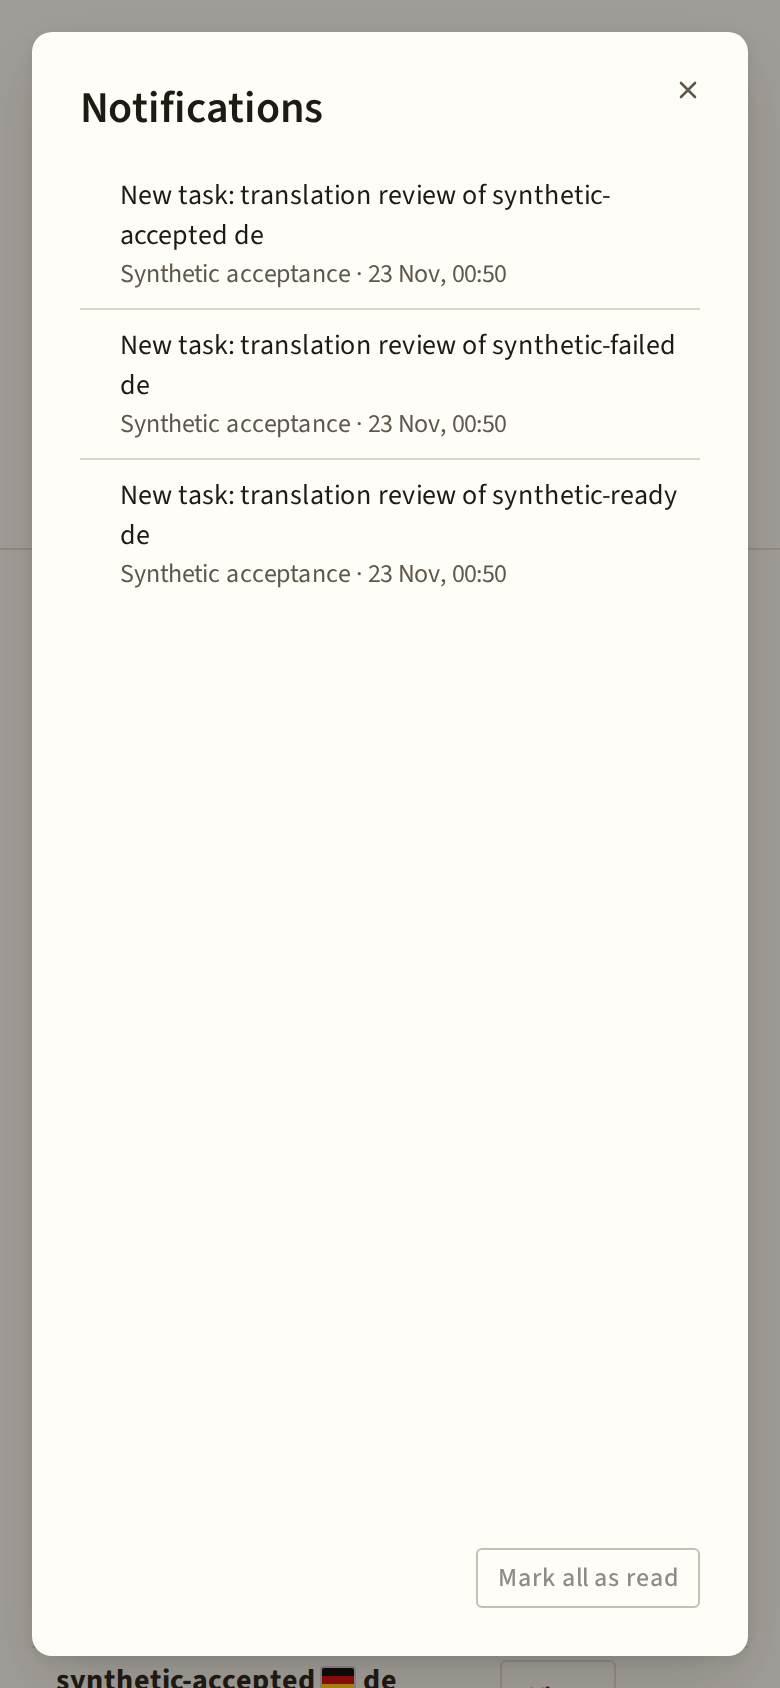 Notifications
New task: translation review of synthetic-
accepted de
Synthetic acceptance · 23 Nov, 00:50
New task: translation review of synthetic-failed
de
Synthetic acceptance · 23 Nov, 00:50
New task: translation review of synthetic-ready
de
Synthetic acceptance · 23 Nov, 00:50
Mark all as read
synthetic-accepted de